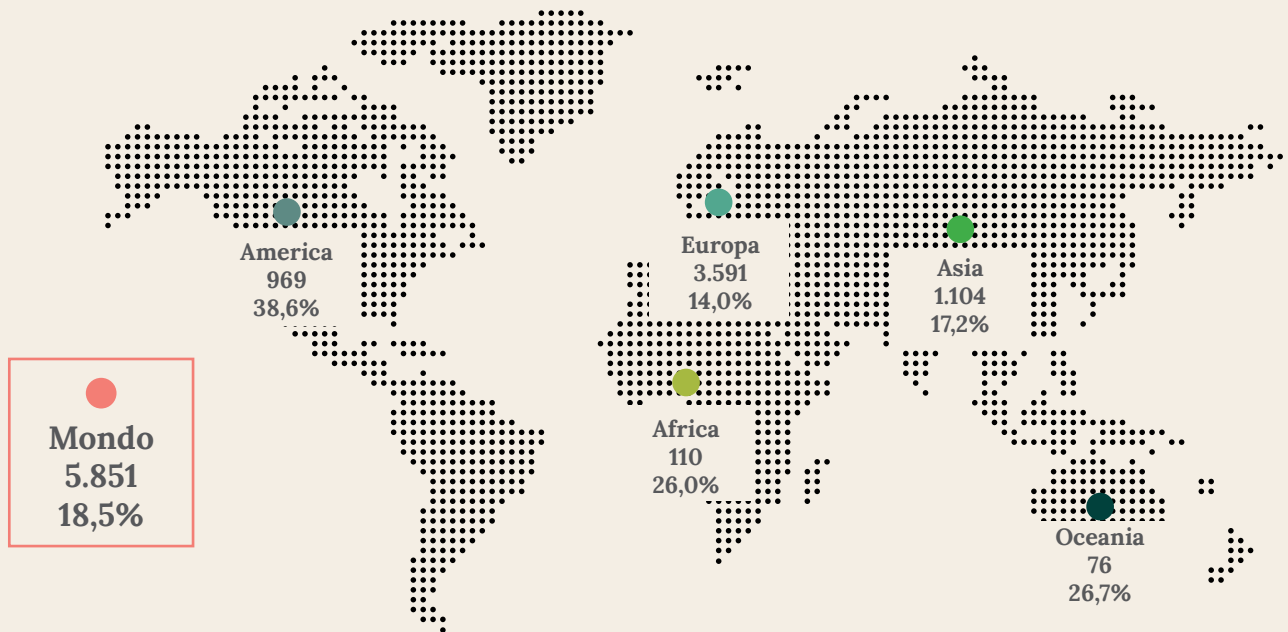 America
969
38,6%
Europa
3.591
14,0%
Asia
1.104
17,2%
Mondo
5.851
18,5%
Africa
110
26,0%
Oceania
76
26,7%